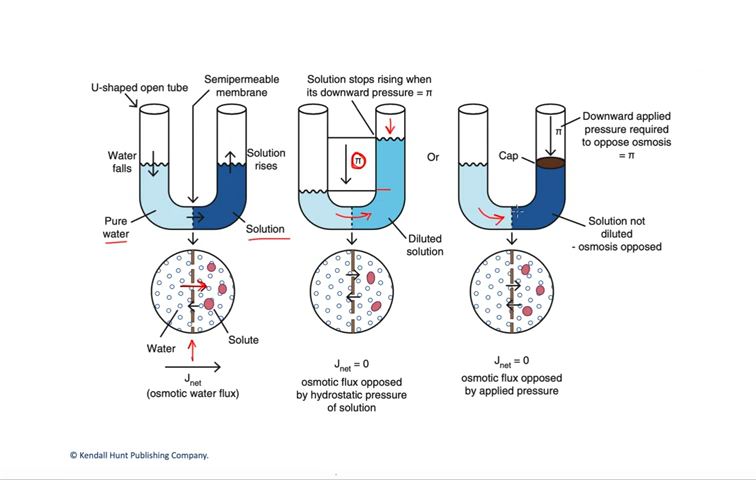 U-shaped open tube
Semipermeable
membrane
Water
falls
Solution
rises
Pure
water
Solution
Water
Solute
Jnet
(osmotic water flux)
Solution stops rising when
its downward pressure = π
π
Diluted
solution
Jnet = 0
osmotic flux opposed
by hydrostatic pressure
of solution
Or
Cap
π
Downward applied
pressure required
to oppose osmosis
= π
Solution not
diluted
- osmosis opposed
Jnet = 0
osmotic flux opposed
by applied pressure
© Kendall Hunt Publishing Company.